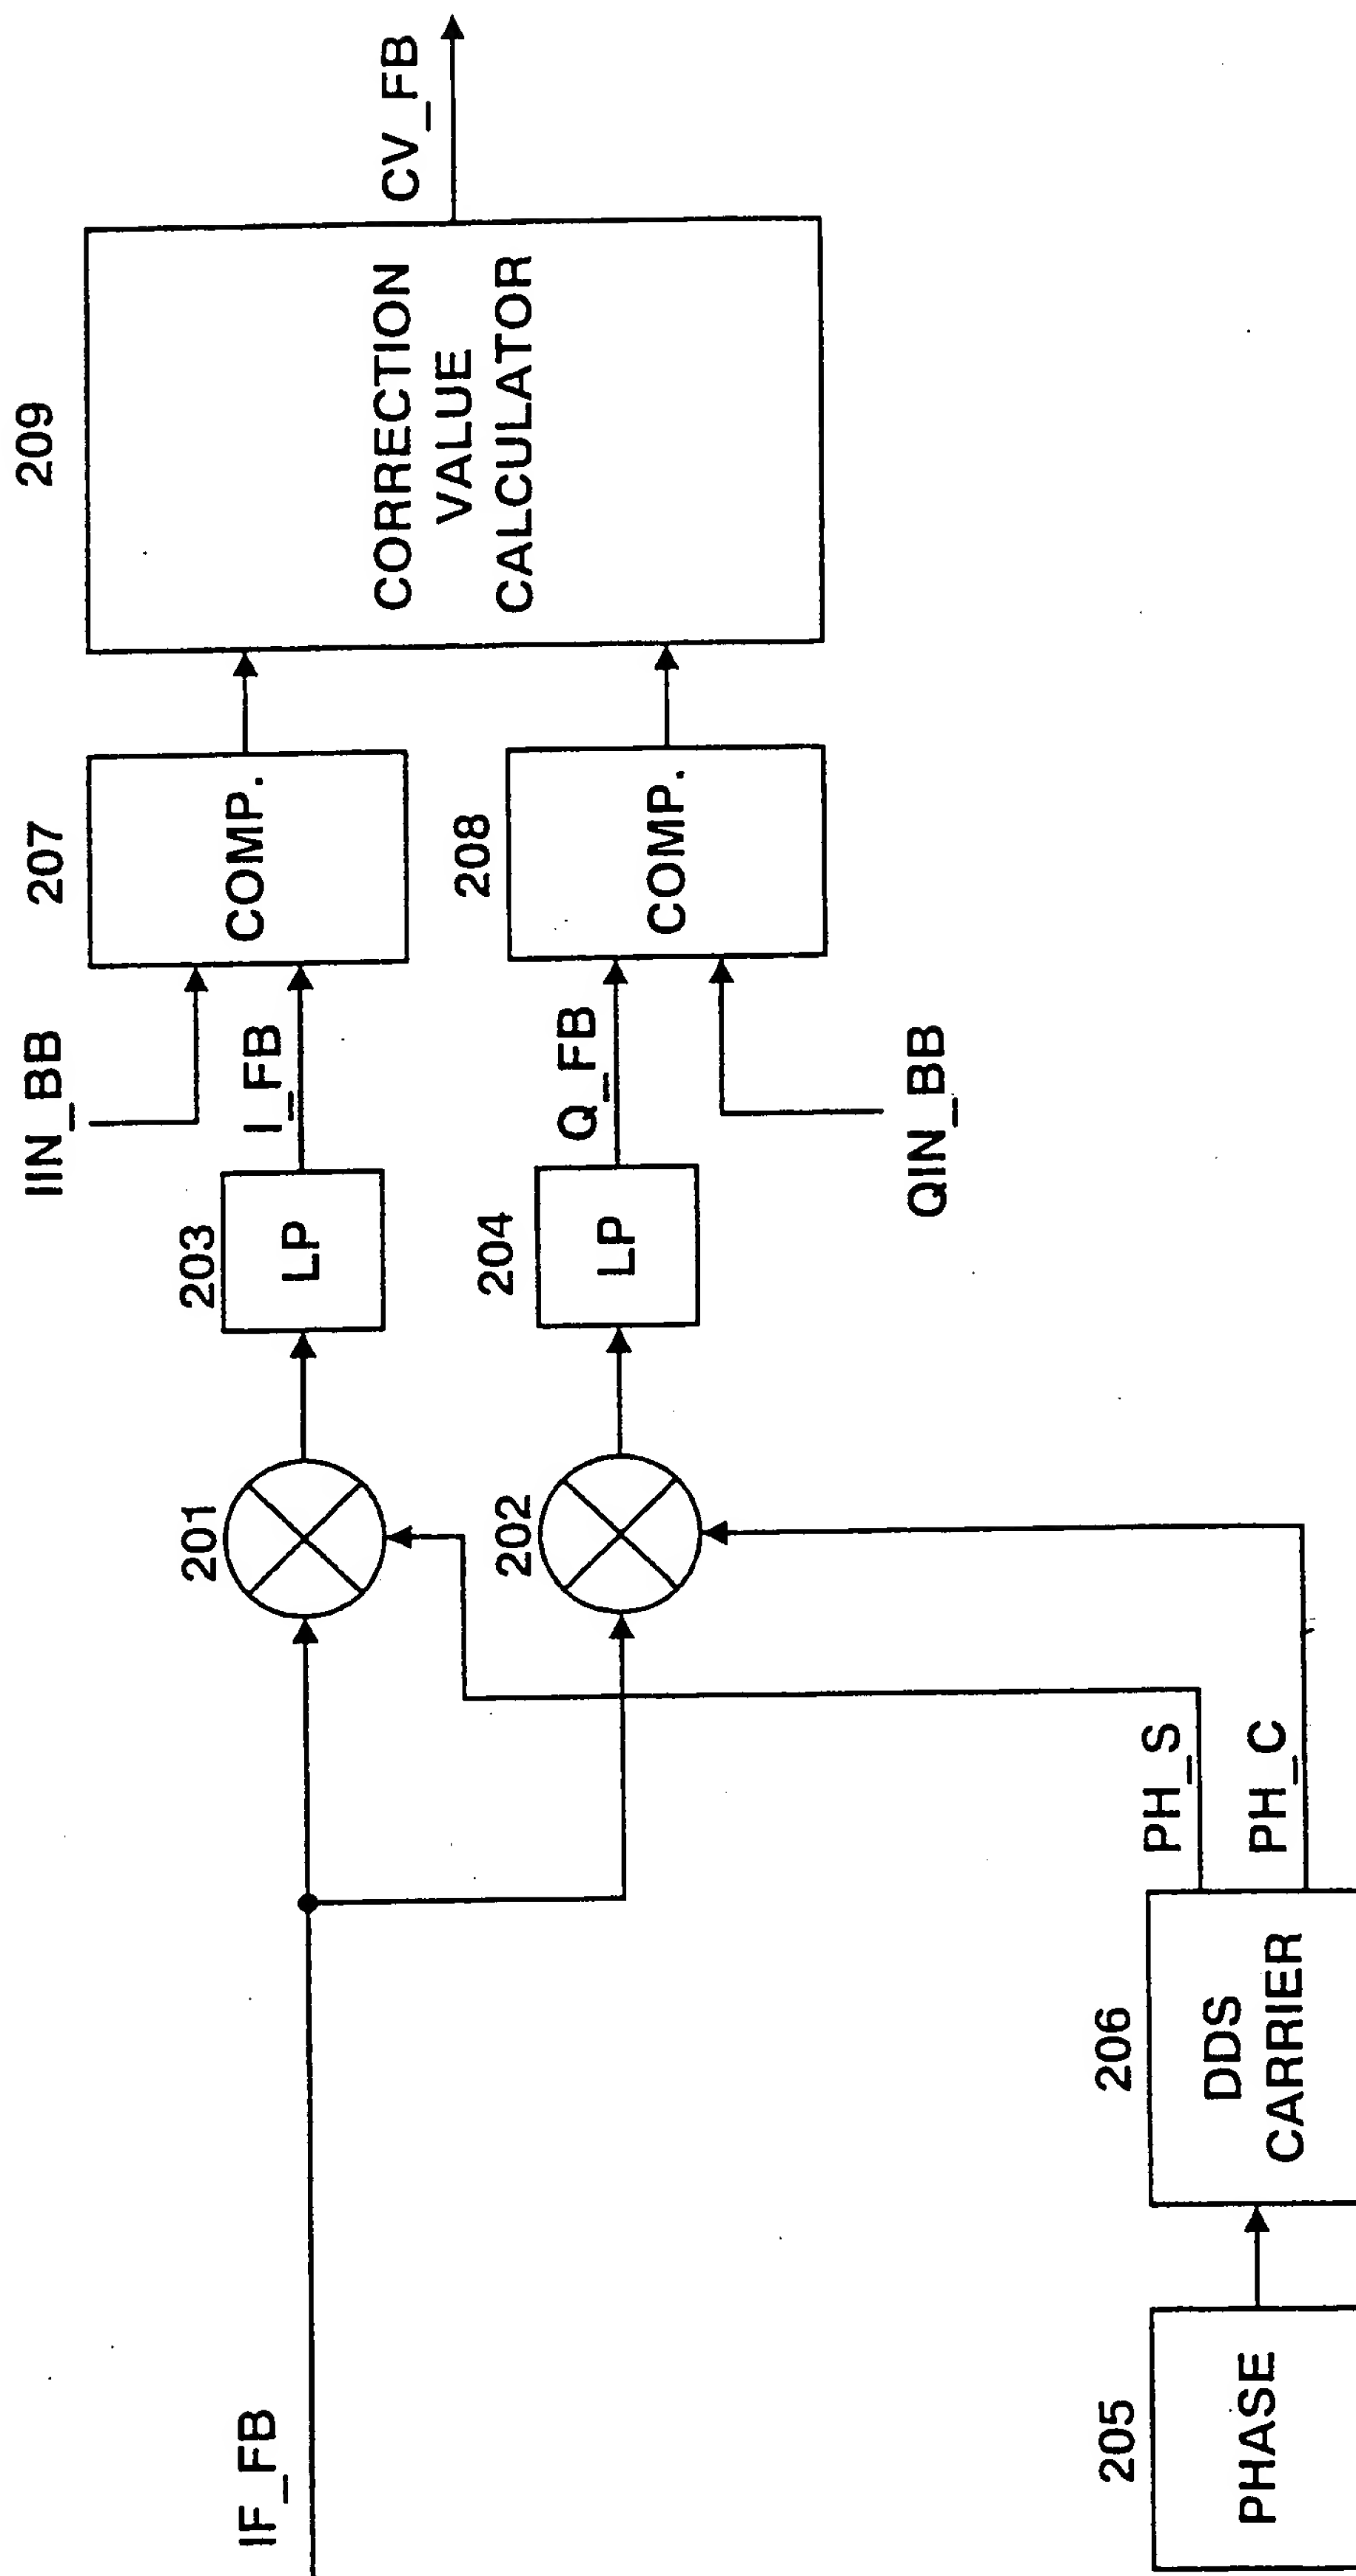 209
CORRECTION
VALUE
CALCULATOR
CV_FB
207
COMP.
208
COMP.
IIN_BB
I_FB
Q_FB
QIN_BB
203
LP
204
LP
201
202
PH_S
PH_C
IF_FB
205
PHASE
206
DDS
CARRIER